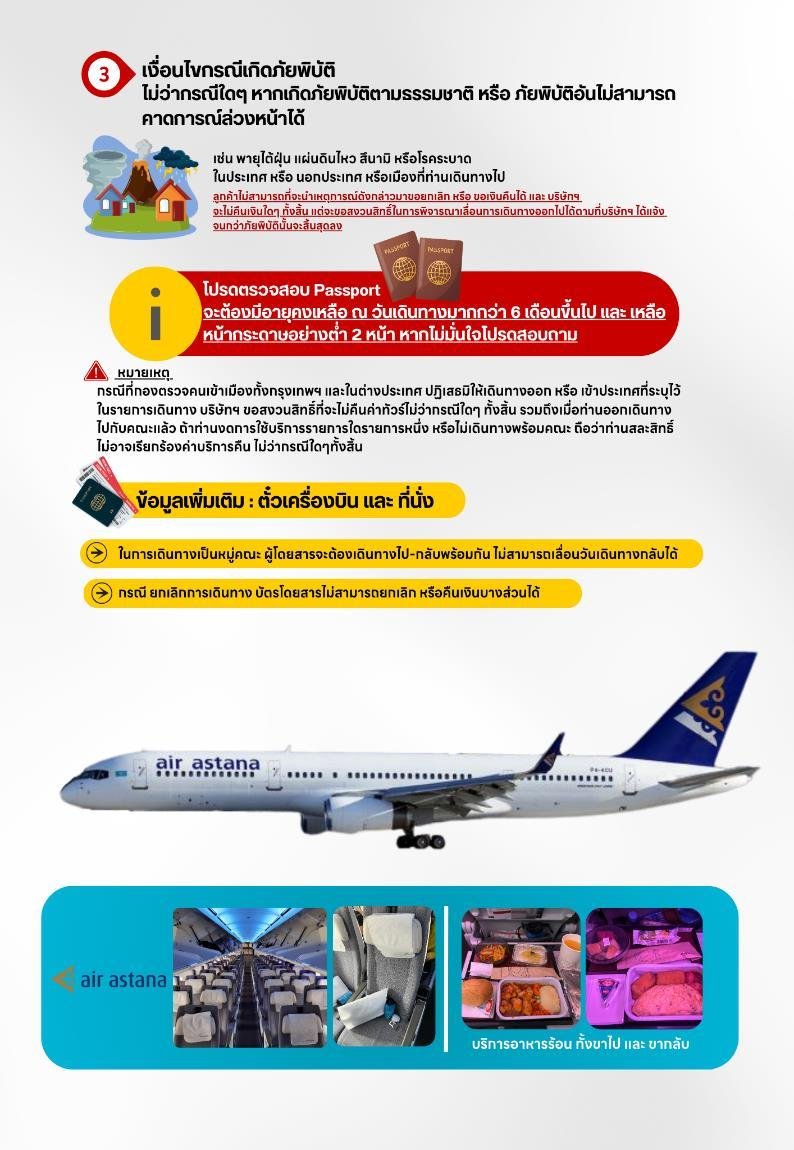 3
เงื่อนไขกรณีเกิดภัยพิบัติ
ไม่ว่ากรณีใดๆ หากเกิดภัยพิบัติตามธรรมชาติ หรือ ภัยพิบัติอันไม่สามารถ
คาดการณ์ล่วงหน้าได้
เช่น พายุไต้ฝุ่น แผ่นดินไหว สึนามิ หรือโรคระบาด
ในประเทศ หรือ นอกประเทศ หรือเมืองที่ท่านเดินทางไป
ลูกค้าไม่สามารถที่จะนำเหตุการณ์ดังกล่าวมาขอยกเลิก หรือ ขอเงินคืนได้ และ บริษัทฯ
จะไม่คืนเงินใดๆ ทั้งสิ้น แต่จะขอสงวนสิทธิ์ในการพิจารณาเลื่อนการเดินทางออกไปได้ตามที่บริษัทฯ ได้แจ้ง
จนกว่าภัยพิบัตินั้นจะสิ้นสุดลง
PASSPORT
PASSPORT
i
โปรดตรวจสอบ Passport
จะต้องมีอายุคงเหลือ ณ วันเดินทางมากกว่า 6 เดือนขึ้นไป และ เหลือ
หน้ากระดาษอย่างต่ำ 2 หน้า หากไม่มั่นใจโปรดสอบถาม
หมายเหตุ
กรณีที่กองตรวจคนเข้าเมืองทั้งกรุงเทพฯ และในต่างประเทศ ปฏิเสธมิให้เดินทางออก หรือ เข้าประเทศที่ระบุไว้
ในรายการเดินทาง บริษัทฯ ขอสงวนสิทธิ์ที่จะไม่คืนค่าทัวร์ไม่ว่ากรณีใดๆ ทั้งสิ้น รวมถึงเมื่อท่านออกเดินทาง
ไปกับคณะแล้ว ถ้าท่านงดการใช้บริการรายการใดรายการหนึ่ง หรือไม่เดินทางพร้อมคณะ ถือว่าท่านสละสิทธิ์
ไม่อาจเรียกร้องค่าบริการคืน ไม่ว่ากรณีใดๆทั้งสิ้น
ข้อมูลเพิ่มเติม : ตั๋วเครื่องบิน และ ที่นั่ง
ในการเดินทางเป็นหมู่คณะ ผู้โดยสารจะต้องเดินทางไป-กลับพร้อมกัน ไม่สามารถเลื่อนวันเดินทางกลับได้
กรณี ยกเลิกการเดินทาง บัตรโดยสารไม่สามารถยกเลิก หรือคืนเงินบางส่วนได้
air astana
air astana
บริการอาหารร้อน ทั้งขาไป และ ขากลับ